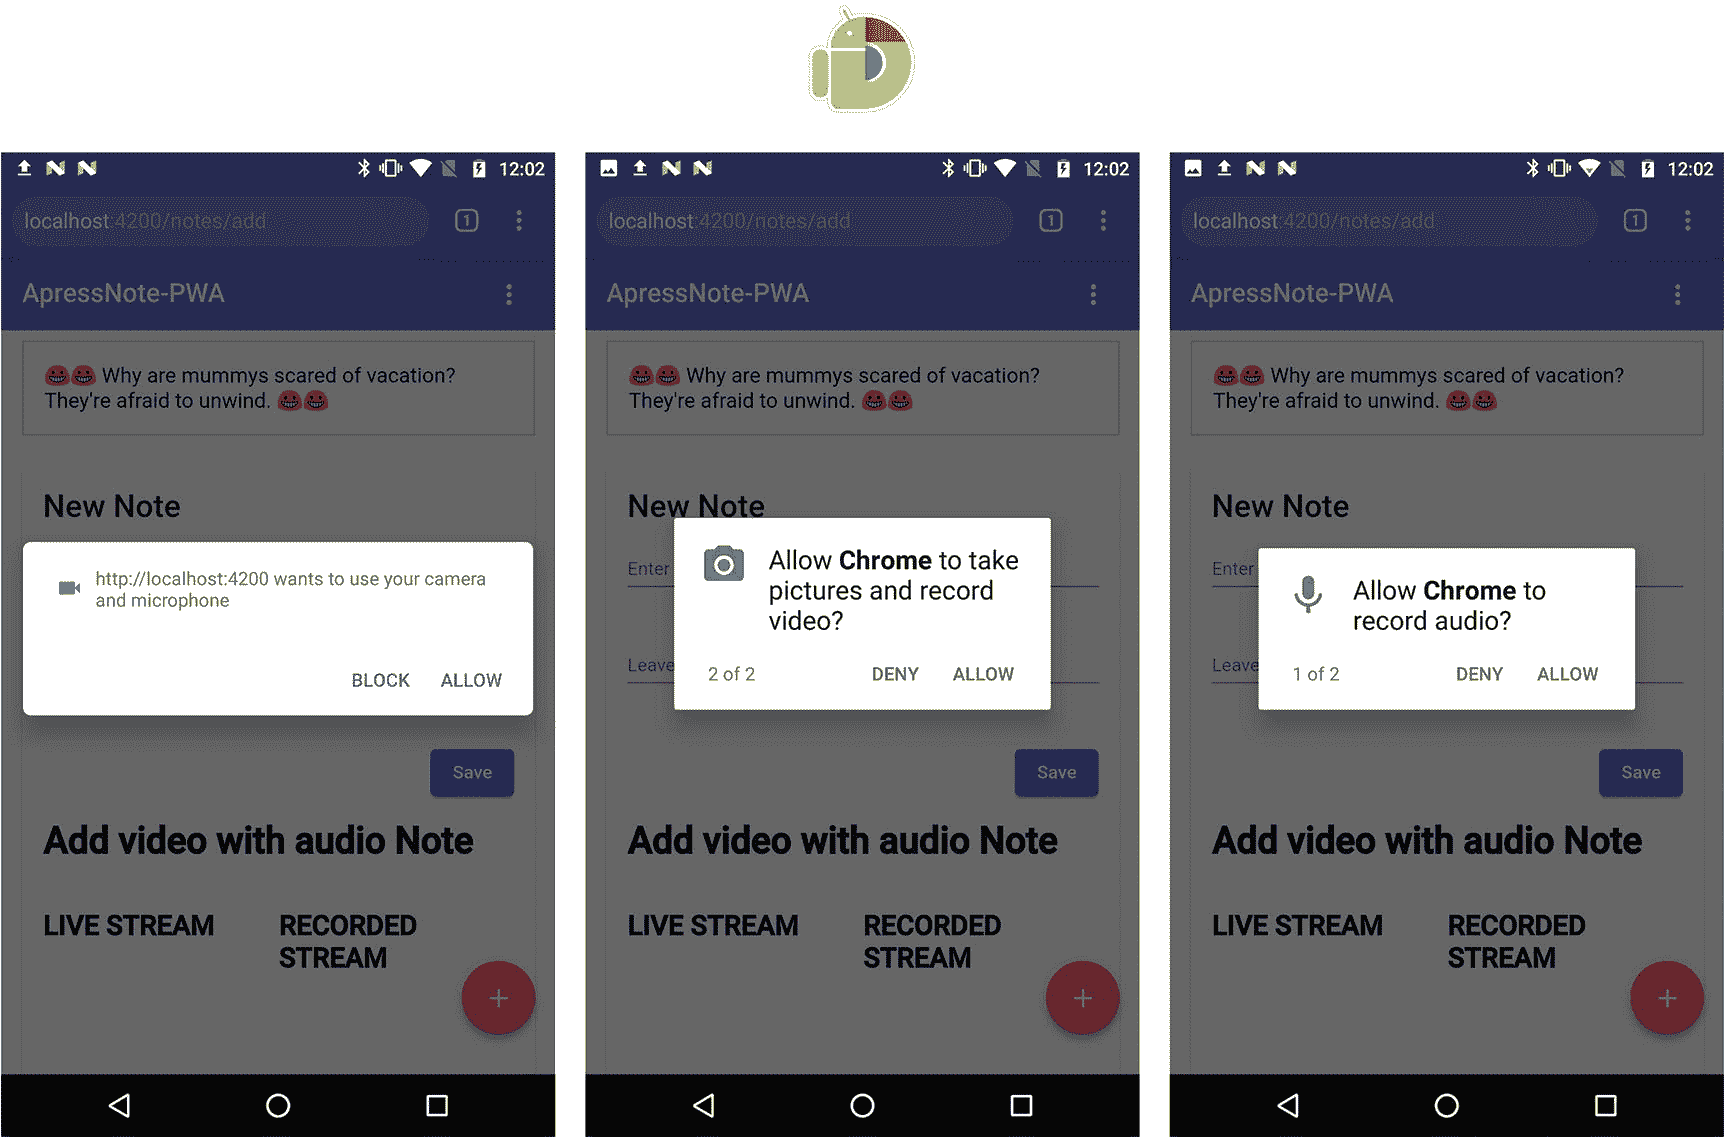 12:02
localhost:4200/notes/add
1
ApressNote-PWA
Why are mummys scared of vacation?
They're afraid to unwind.
New Note
http://localhost:4200 wants to use your camera
and microphone
BLOCK ALLOW
Save
Add video with audio Note
LIVE STREAM
RECORDED
STREAM
12:02
localhost:4200/notes/add
1
ApressNote-PWA
Why are mummys scared of vacation?
They're afraid to unwind.
New Note
Enter
Allow Chrome to take
pictures and record
video?
Leave
2 of 2 DENY ALLOW
Save
Add video with audio Note
LIVE STREAM
RECORDED
STREAM
12:02
localhost:4200/notes/add
1
ApressNote-PWA
Why are mummys scared of vacation?
They're afraid to unwind.
New Note
Enter
Allow Chrome to
record audio?
Leave
1 of 2 DENY ALLOW
Save
Add video with audio Note
LIVE STREAM
RECORDED
STREAM